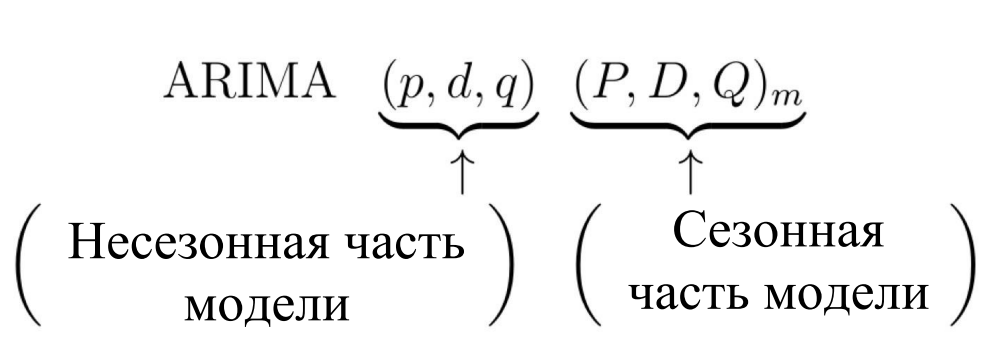 ARIMA (p, d, q) (P, D, Q)m
↑ ↑
( Несезонная часть модели ) ( Сезонная часть модели )